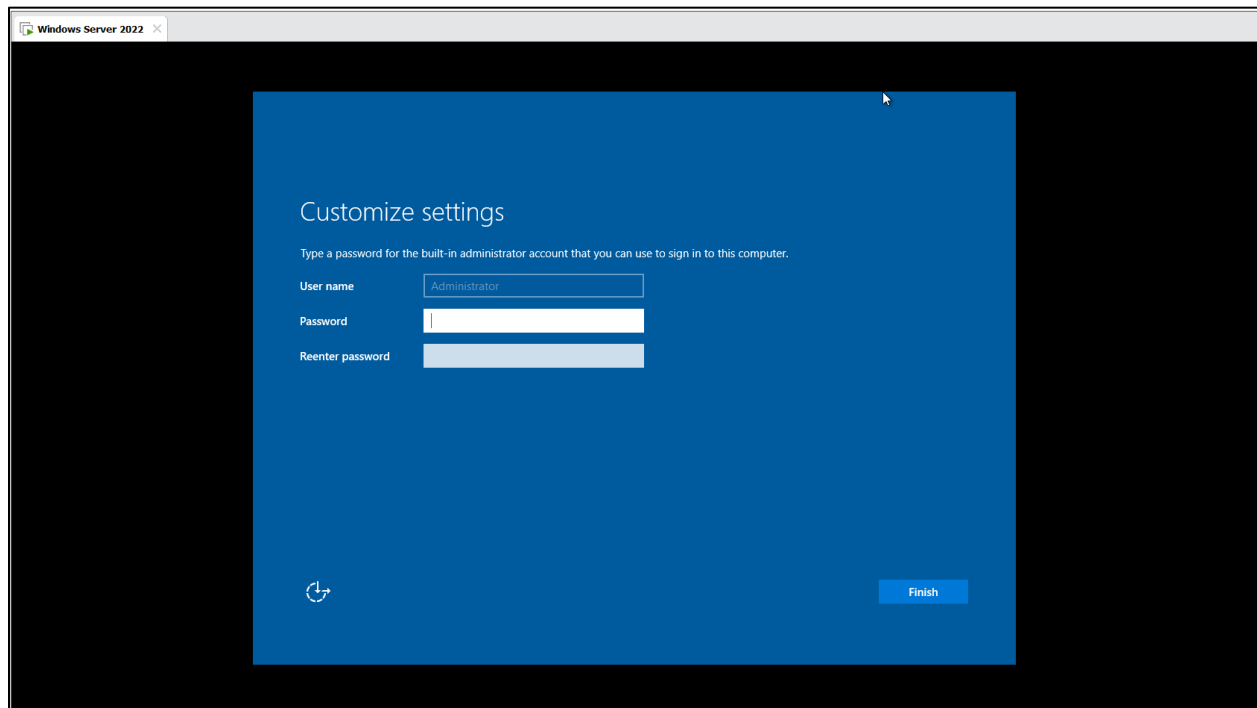 Windows Server 2022
Customize settings
Type a password for the built-in administrator account that you can use to sign in to this computer.
User name Administrator
Password
Reenter password
Finish